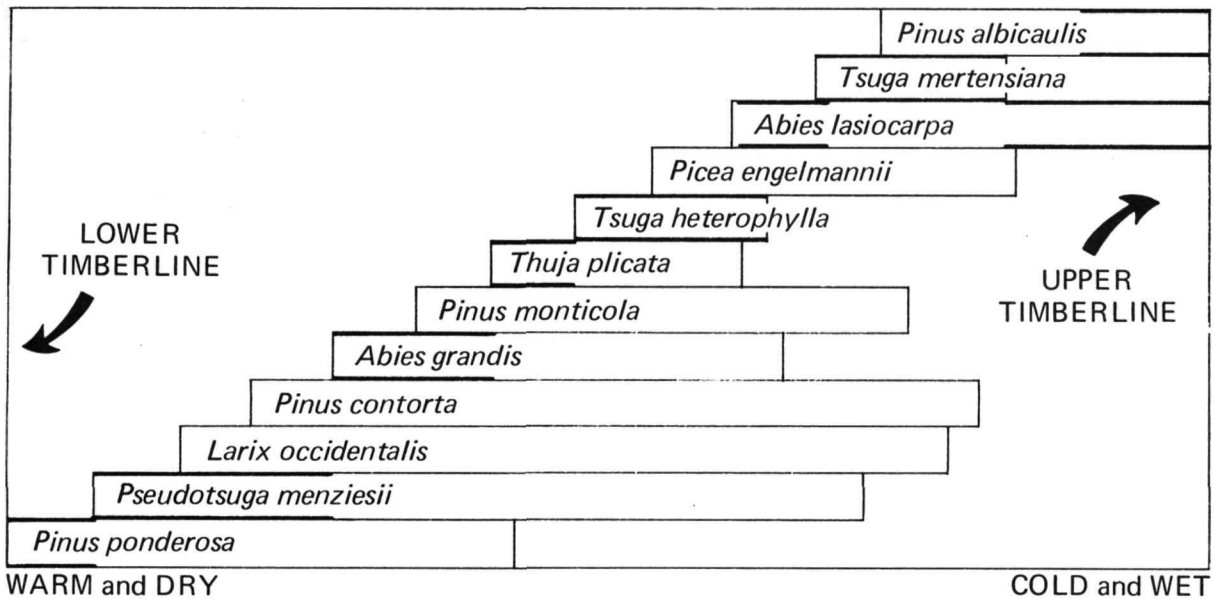 Pinus albicaulis
Tsuga mertensiana
Abies lasiocarpa
Picea engelmannii
Tsuga heterophylla
LOWER
TIMBERLINE
Thuja plicata
UPPER
TIMBERLINE
Pinus monticola
Abies grandis
Pinus contorta
Larix occidentalis
Pseudotsuga menziesii
Pinus ponderosa
WARM and DRY
COLD and WET